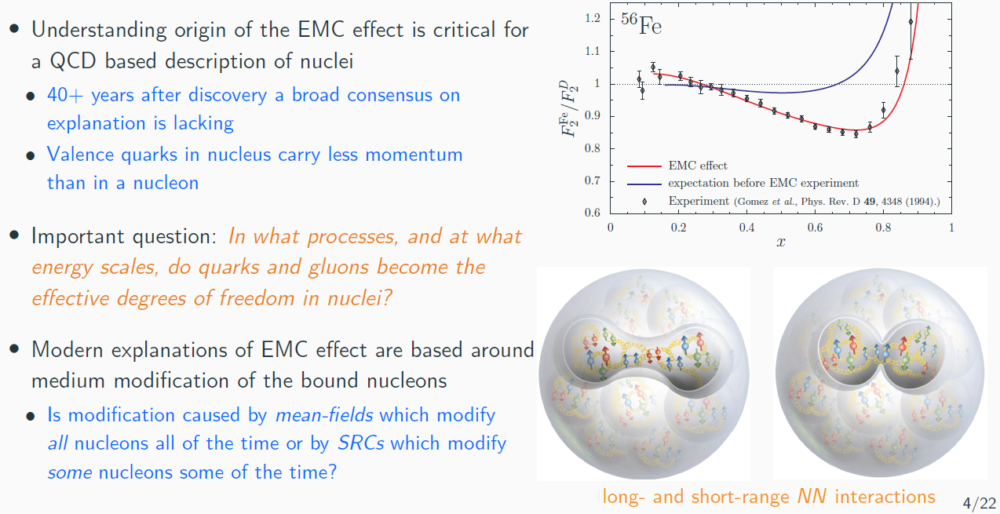 • Understanding origin of the EMC effect is critical for
a QCD based description of nuclei
• 40+ years after discovery a broad consensus on
explanation is lacking
• Valence quarks in nucleus carry less momentum
than in a nucleon
• Important question: In what processes, and at what
energy scales, do quarks and gluons become the
effective degrees of freedom in nuclei?
• Modern explanations of EMC effect are based around
medium modification of the bound nucleons
• Is modification caused by mean-fields which modify
all nucleons all of the time or by SRCs which modify
some nucleons some of the time?
⁵⁶Fe
1.2
1.1
1
0.9
0.8
0.7
0.6
F₂^Fe/F₂^D
EMC effect
expectation before EMC experiment
Experiment (Gomez et al., Phys. Rev. D 49, 4348 (1994).)
0 0.2 0.4 0.6 0.8 1
x
long- and short-range NN interactions
4/22